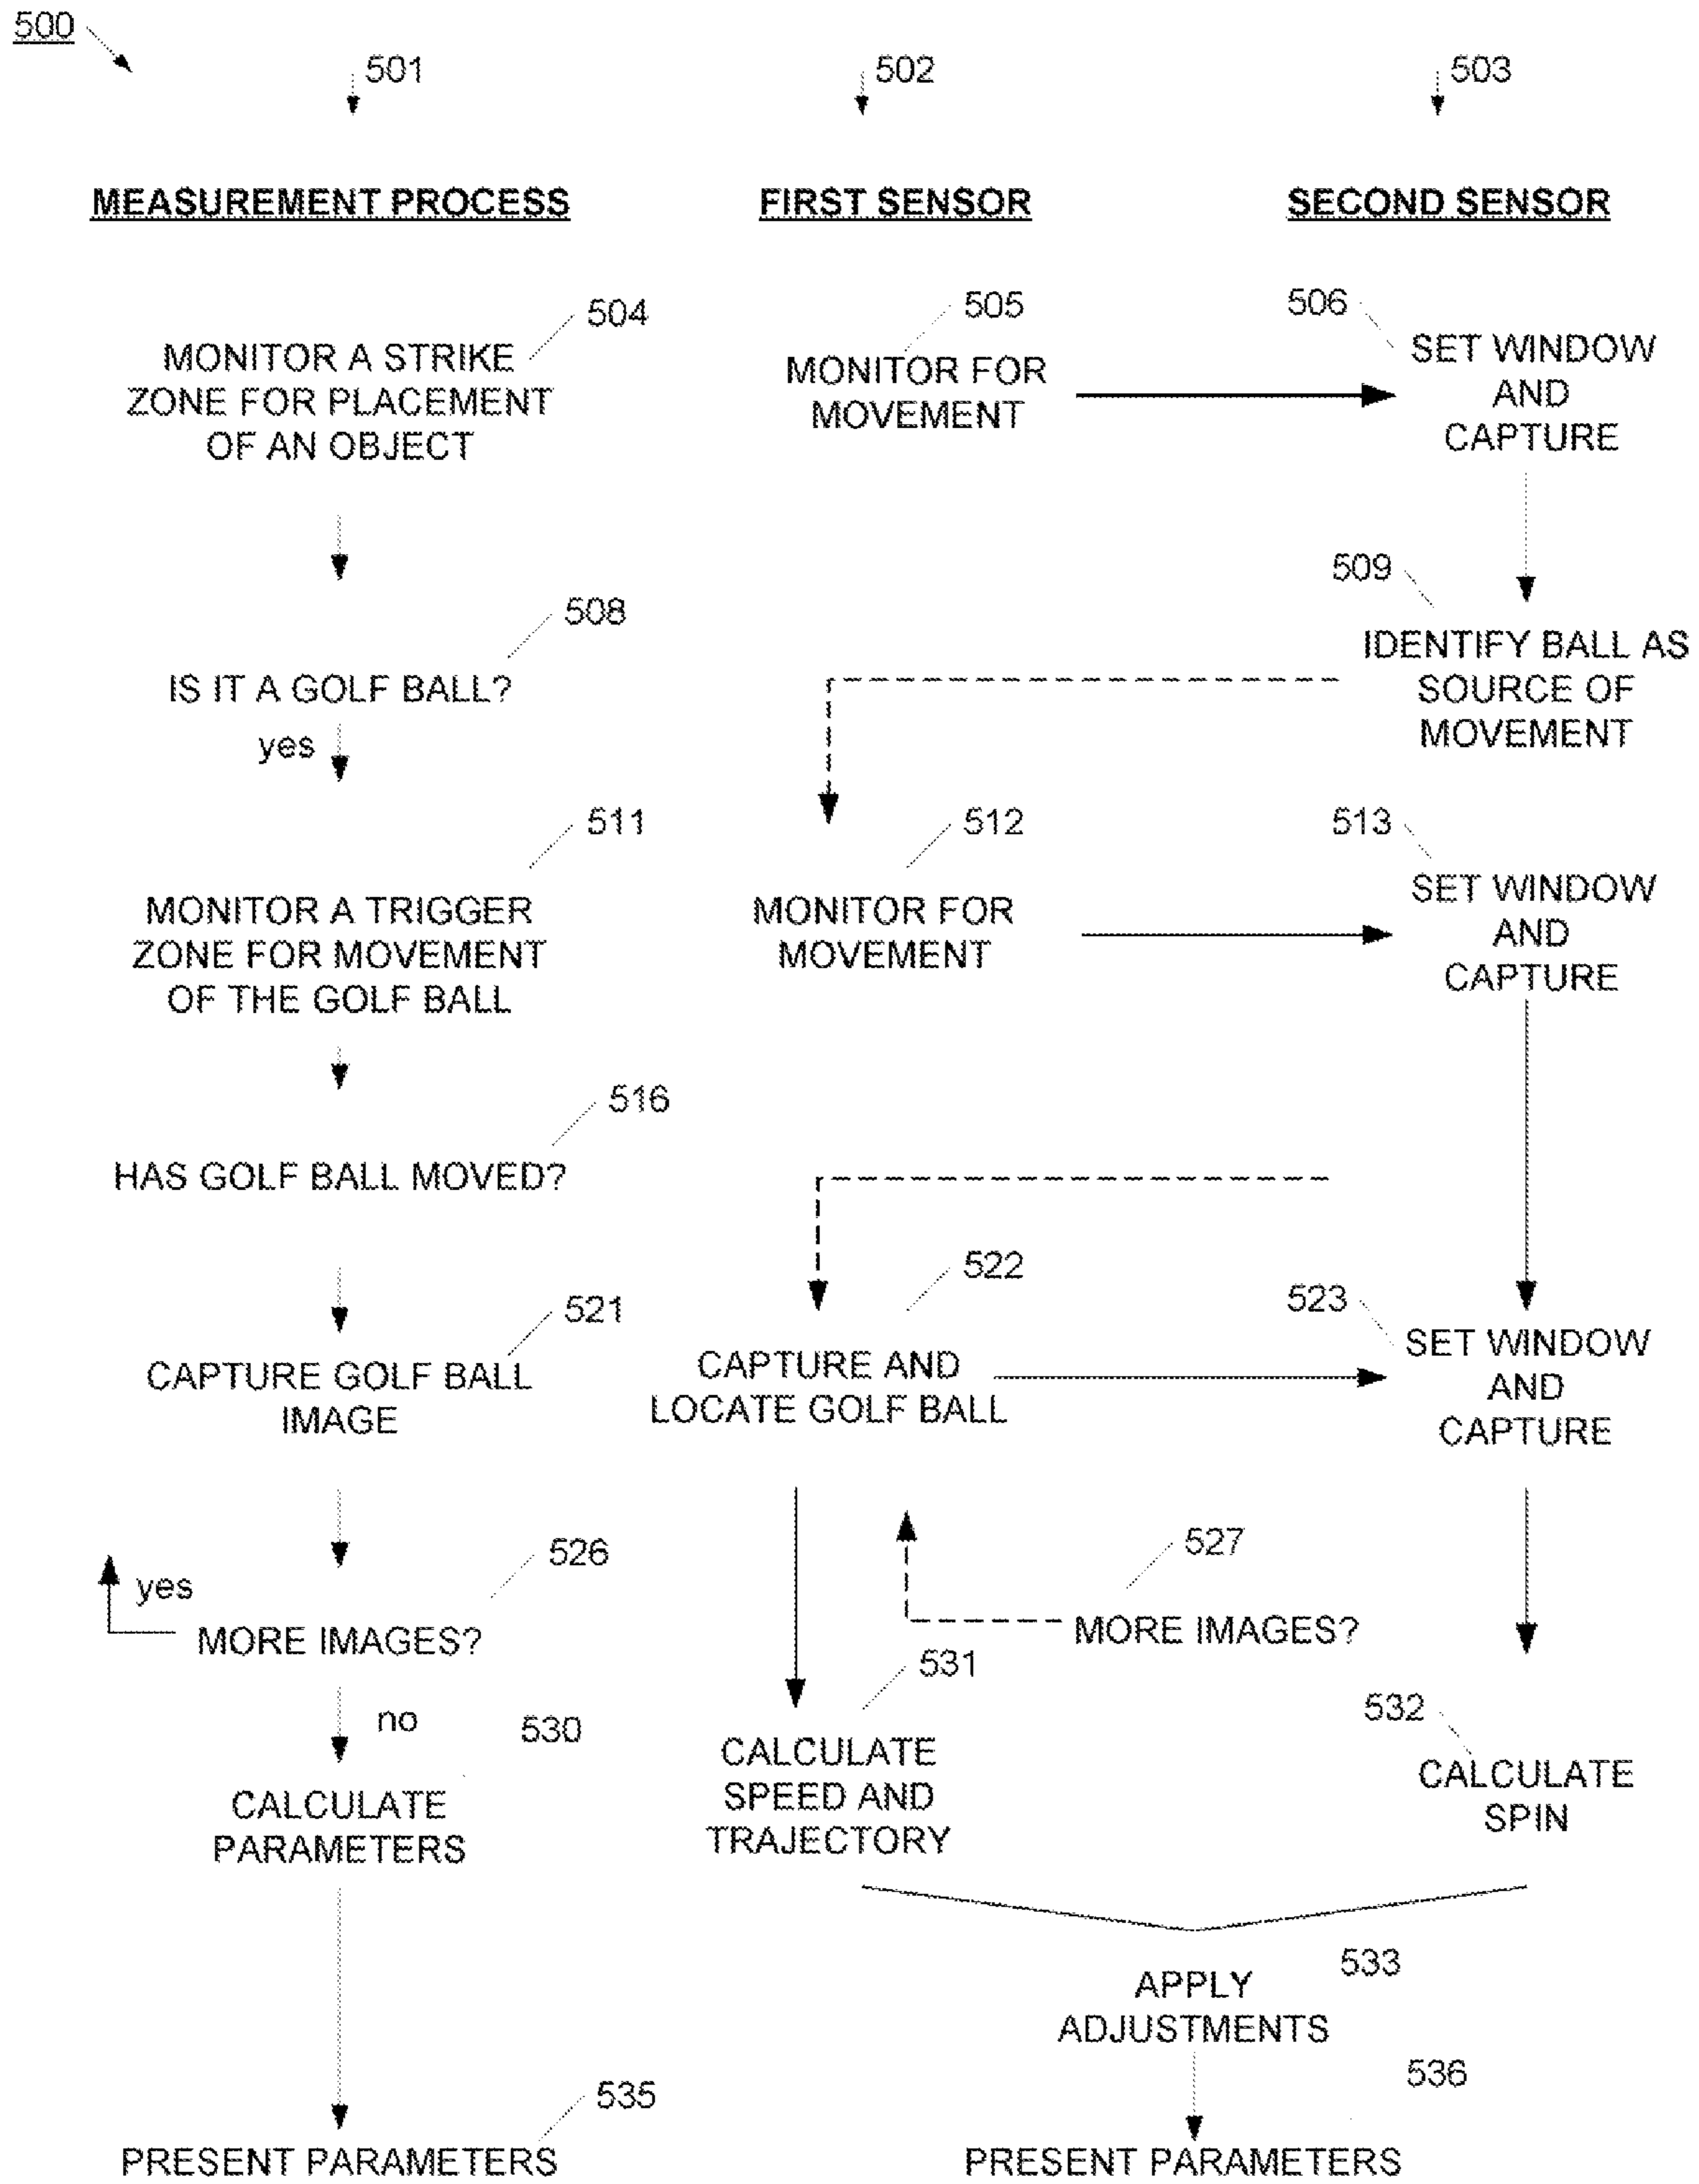 500
501
502
503
MEASUREMENT PROCESS
FIRST SENSOR
SECOND SENSOR
504
MONITOR A STRIKE
ZONE FOR PLACEMENT
OF AN OBJECT
505
MONITOR FOR
MOVEMENT
506
SET WINDOW
AND
CAPTURE
508
IS IT A GOLF BALL?
yes
509
IDENTIFY BALL AS
SOURCE OF
MOVEMENT
511
MONITOR A TRIGGER
ZONE FOR MOVEMENT
OF THE GOLF BALL
512
MONITOR FOR
MOVEMENT
513
SET WINDOW
AND
CAPTURE
516
HAS GOLF BALL MOVED?
521
CAPTURE GOLF BALL
IMAGE
522
CAPTURE AND
LOCATE GOLF BALL
523
SET WINDOW
AND
CAPTURE
526
yes
MORE IMAGES?
no
527
MORE IMAGES?
530
CALCULATE
PARAMETERS
531
CALCULATE
SPEED AND
TRAJECTORY
532
CALCULATE
SPIN
533
APPLY
ADJUSTMENTS
535
PRESENT PARAMETERS
536
PRESENT PARAMETERS